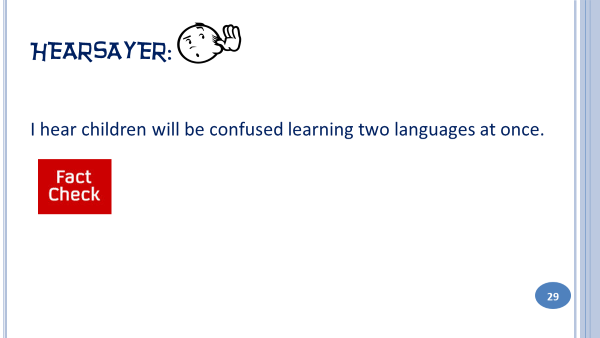 HEARSAYER:
I hear children will be confused learning two languages at once.
Fact
Check
29